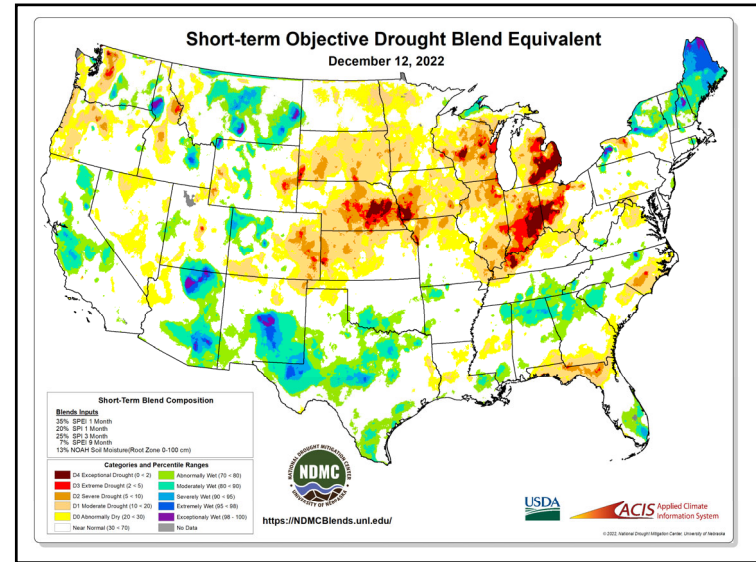 Short-term Objective Drought Blend Equivalent
December 12, 2022
Short-Term Blend Composition
Blends Inputs
35% SPEI 1 Month
20% SPI 1 Month
25% SPI 3 Month
7% SPEI 9 Month
13% NOAH Soil Moisture(Root Zone 0-100 cm)
Categories and Percentile Ranges
D4 Exceptional Drought (0 < 2)
D3 Extreme Drought (2 < 5)
D2 Severe Drought (5 < 10)
D1 Moderate Drought (10 < 20)
D0 Abnormally Dry (20 < 30)
Near Normal (30 < 70)
Abnormally Wet (70 < 80)
Moderately Wet (80 < 90)
Severely Wet (90 < 95)
Extremely Wet (95 < 98)
Exceptionally Wet (98 - 100)
No Data
NATIONAL DROUGHT MITIGATION CENTER
NDMC
UNIVERSITY OF NEBRASKA
https://NDMCBlends.unl.edu/
USDA
ACIS Applied Climate
Information System
© 2022, National Drought Mitigation Center, University of Nebraska